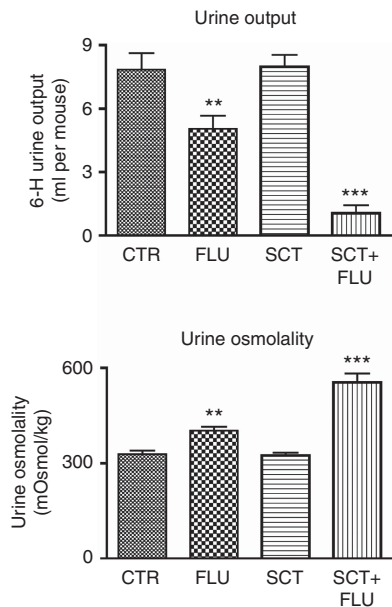 Urine output
6-H urine output
(ml per mouse)
9
6
3
0
**
***
CTR
FLU
SCT
SCT+
FLU
Urine osmolality
Urine osmolality
(mOsmol/kg)
600
300
0
**
***
CTR
FLU
SCT
SCT+
FLU